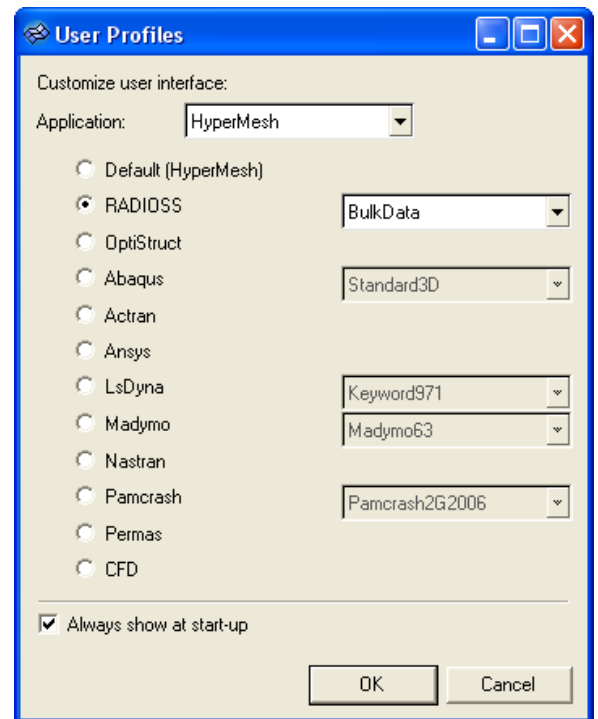 User Profiles
Customize user interface:
Application: HyperMesh
Default (HyperMesh)
RADIOSS BulkData
OptiStruct
Abaqus Standard3D
Actran
Ansys
LsDyna Keyword971
Madymo Madymo63
Nastran
Pamcrash Pamcrash2G2006
Permas
CFD
Always show at start-up
OK Cancel